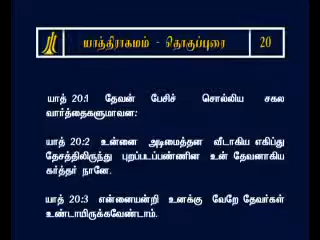 யாத்திராகமம் - தொகுப்புரை 20
யாத் 20:1 தேவன் பேசிச் சொல்லிய சகல
வார்த்தைகளுமாவன:
யாத் 20:2 உன்னை அடிமைத்தன வீடாகிய எகிப்து
தேசத்திலிருந்து புறப்படப்பண்ணின உன் தேவனாகிய
கர்த்தர் நானே.
யாத் 20:3 என்னையன்றி உனக்கு வேறே தேவர்கள்
உண்டாயிருக்கவேண்டாம்.